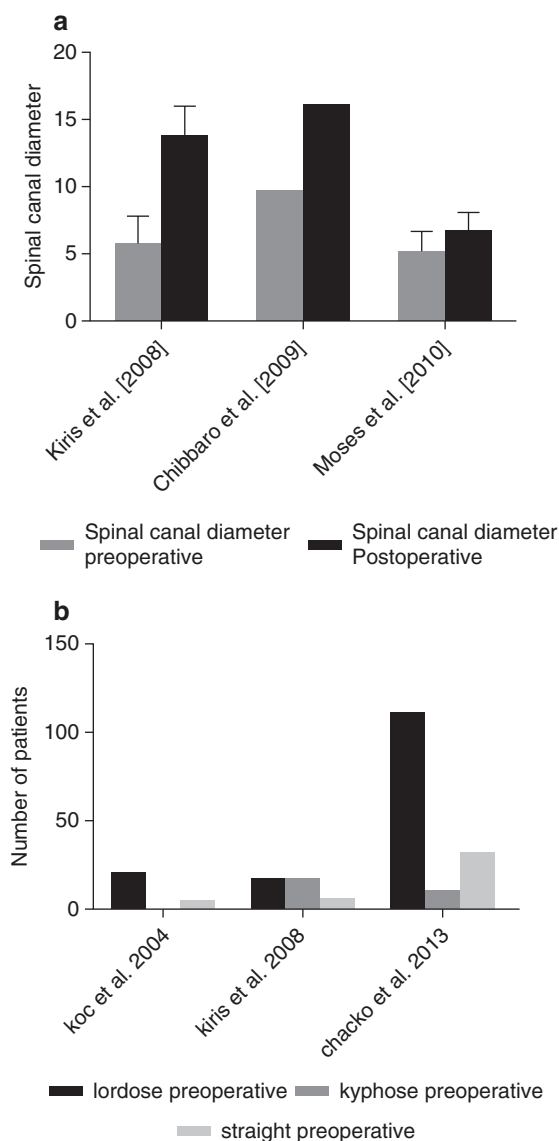 a
20
15
10
5
0
Spinal canal diameter
Kiris et al. [2008]
Chibbaro et al. [2009]
Moses et al. [2010]
Spinal canal diameter
preoperative
Spinal canal diameter
Postoperative
b
150
100
50
0
Number of patients
koc et al. 2004
kiris et al. 2008
chacko et al. 2013
lordose preoperative
kyphose preoperative
straight preoperative